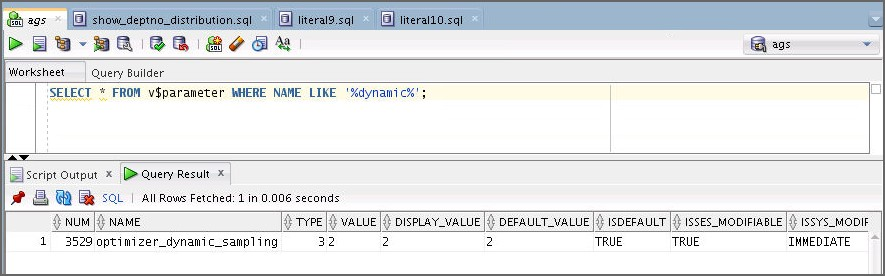 ags show_deptno_distribution.sql literal9.sql literal10.sql
ags
Worksheet Query Builder
SELECT * FROM v$parameter WHERE NAME LIKE '%dynamic%';
Script Output Query Result
SQL All Rows Fetched: 1 in 0.006 seconds
NUM NAME TYPE VALUE DISPLAY_VALUE DEFAULT_VALUE ISDEFAULT ISSES_MODIFIABLE ISSYS_MODIF
1 3529 optimizer_dynamic_sampling 3 2 2 2 TRUE TRUE IMMEDIATE